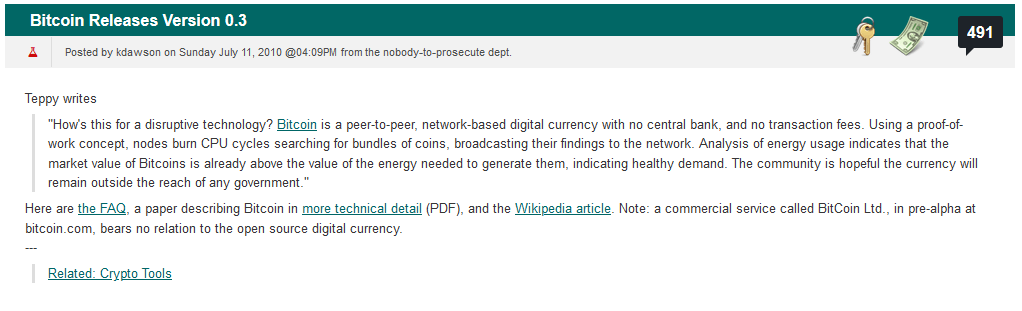 Bitcoin Releases Version 0.3
491
Posted by kdawson on Sunday July 11, 2010 @04:09PM from the nobody-to-prosecute dept.
Teppy writes
"How's this for a disruptive technology? Bitcoin is a peer-to-peer, network-based digital currency with no central bank, and no transaction fees. Using a proof-of-
work concept, nodes burn CPU cycles searching for bundles of coins, broadcasting their findings to the network. Analysis of energy usage indicates that the
market value of Bitcoins is already above the value of the energy needed to generate them, indicating healthy demand. The community is hopeful the currency will
remain outside the reach of any government."
Here are the FAQ, a paper describing Bitcoin in more technical detail (PDF), and the Wikipedia article. Note: a commercial service called BitCoin Ltd., in pre-alpha at
bitcoin.com, bears no relation to the open source digital currency.
---
Related: Crypto Tools